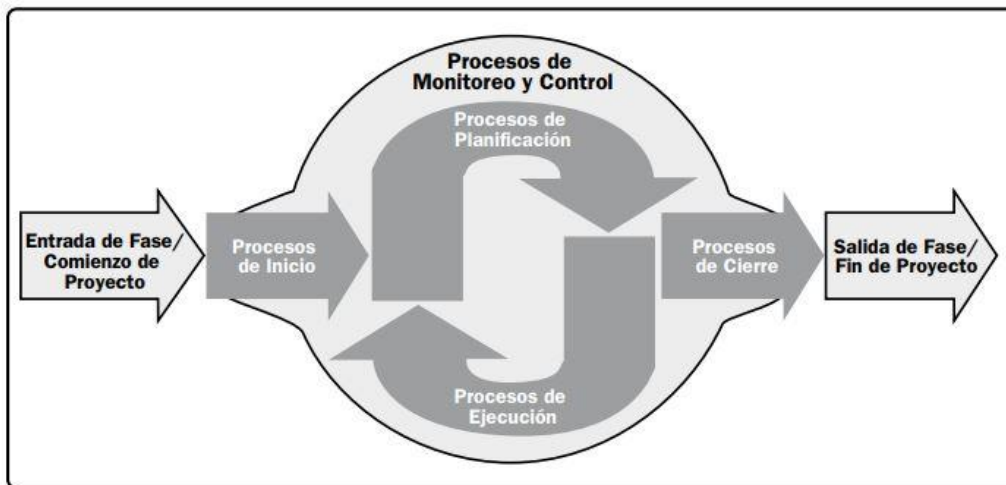 Procesos de
Monitoreo y Control
Procesos de
Planificación
Entrada de Fase/
Comienzo de
Proyecto
Procesos
de Inicio
Procesos
de Cierre
Salida de Fase/
Fin de Proyecto
Procesos de
Ejecución